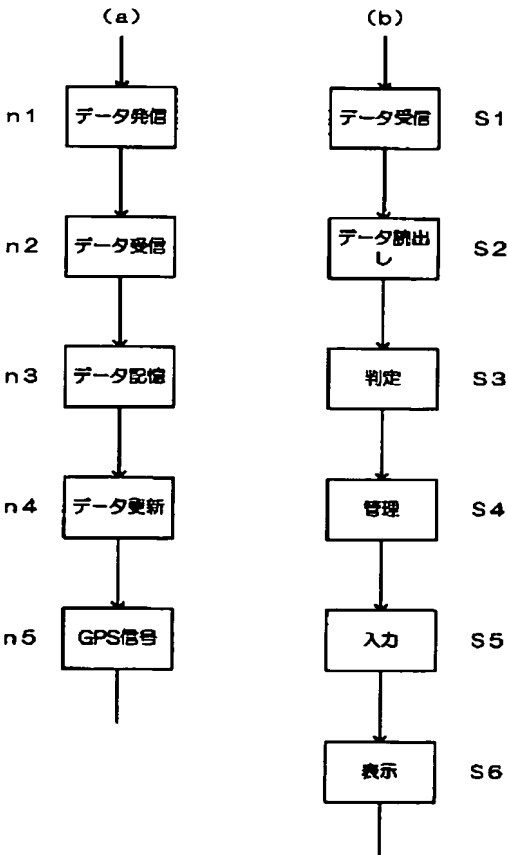 (a)
n1 データ発信
n2 データ受信
n3 データ記憶
n4 データ更新
n5 GPS信号
(b)
データ受信 S1
データ読出
し S2
判定 S3
管理 S4
入力 S5
表示 S6